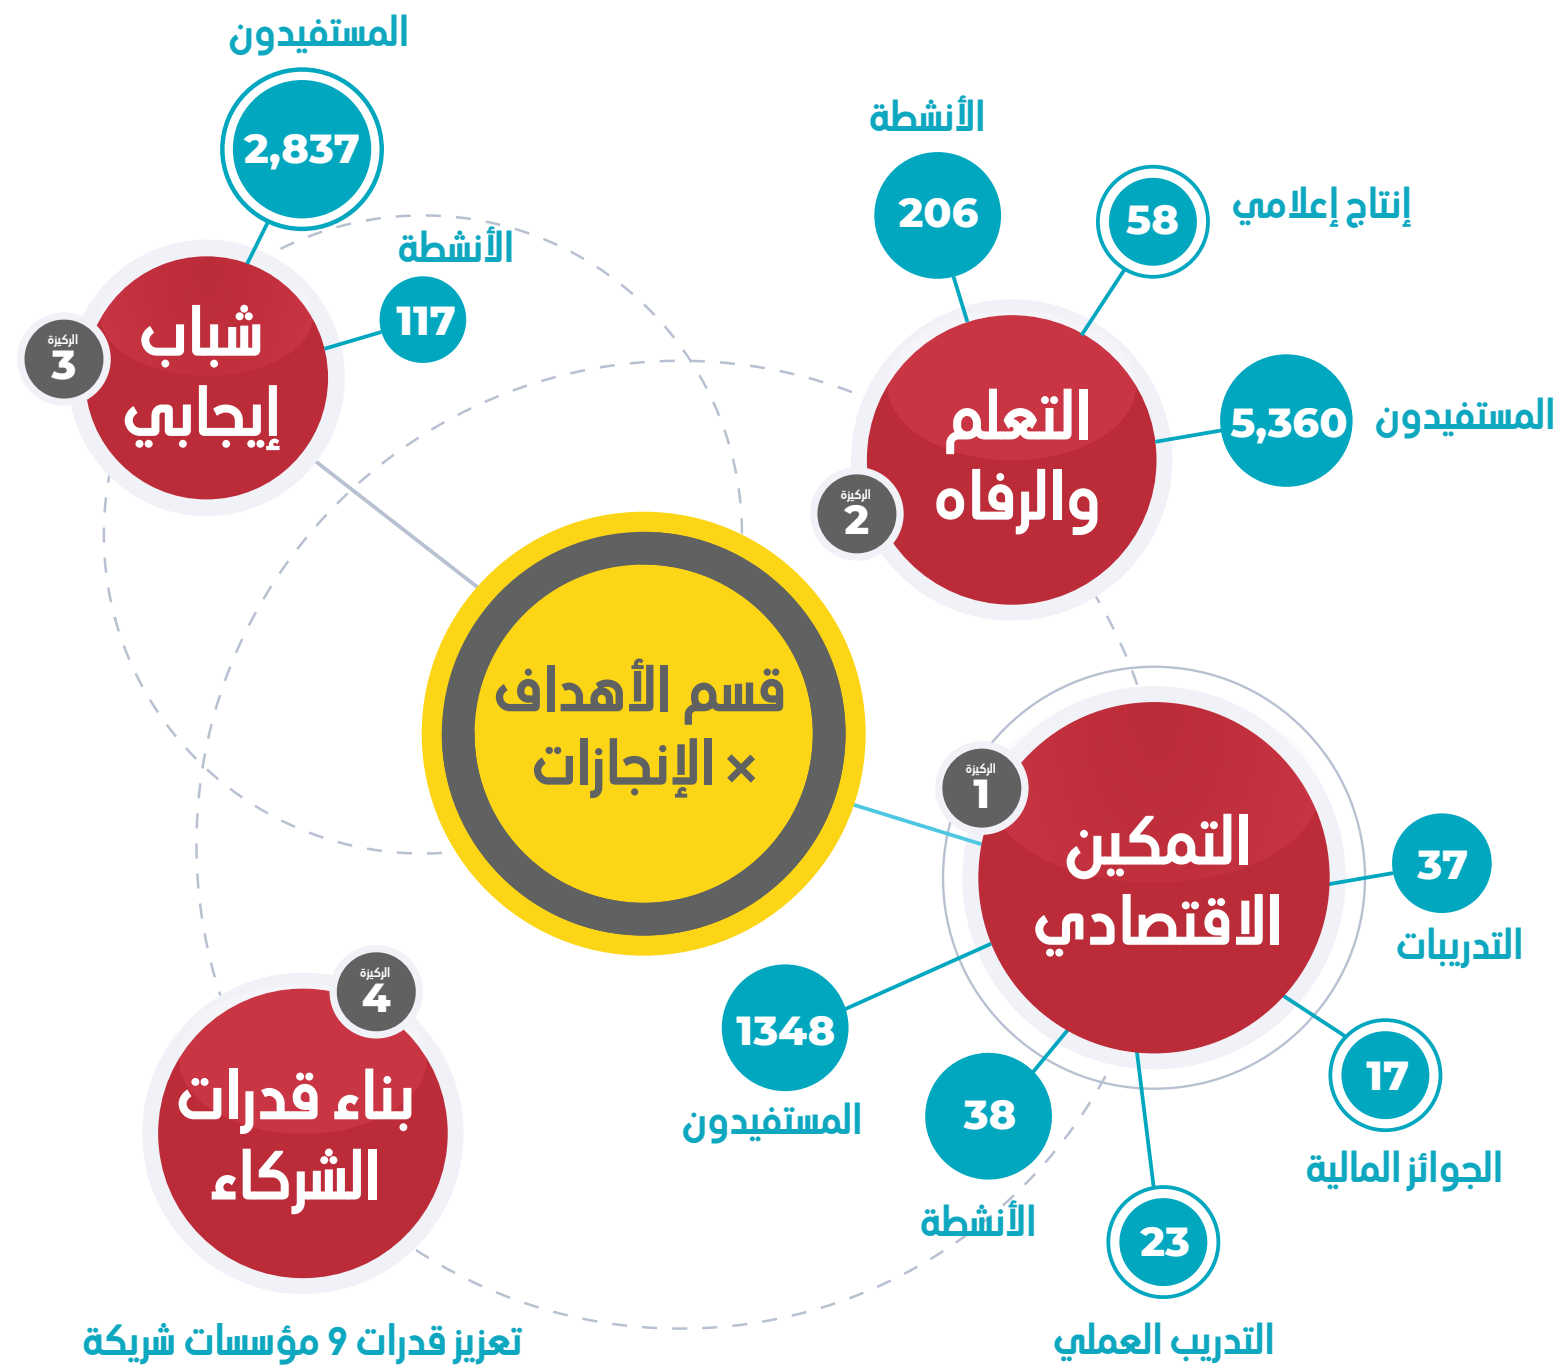 المستفيدون
2,837
الأنشطة
117
شباب
إيجابي
الركيزة
3
الأنشطة
206
58
إنتاج إعلامي
5,360
المستفيدون
التعلم
والرفاه
الركيزة
2
قسم الأهداف
× الإنجازات
الركيزة
1
التمكين
الاقتصادي
37
التدريبات
17
الجوائز المالية
23
التدريب العملي
38
الأنشطة
1348
المستفيدون
الركيزة
4
بناء قدرات
الشركاء
تعزيز قدرات 9 مؤسسات شريكة